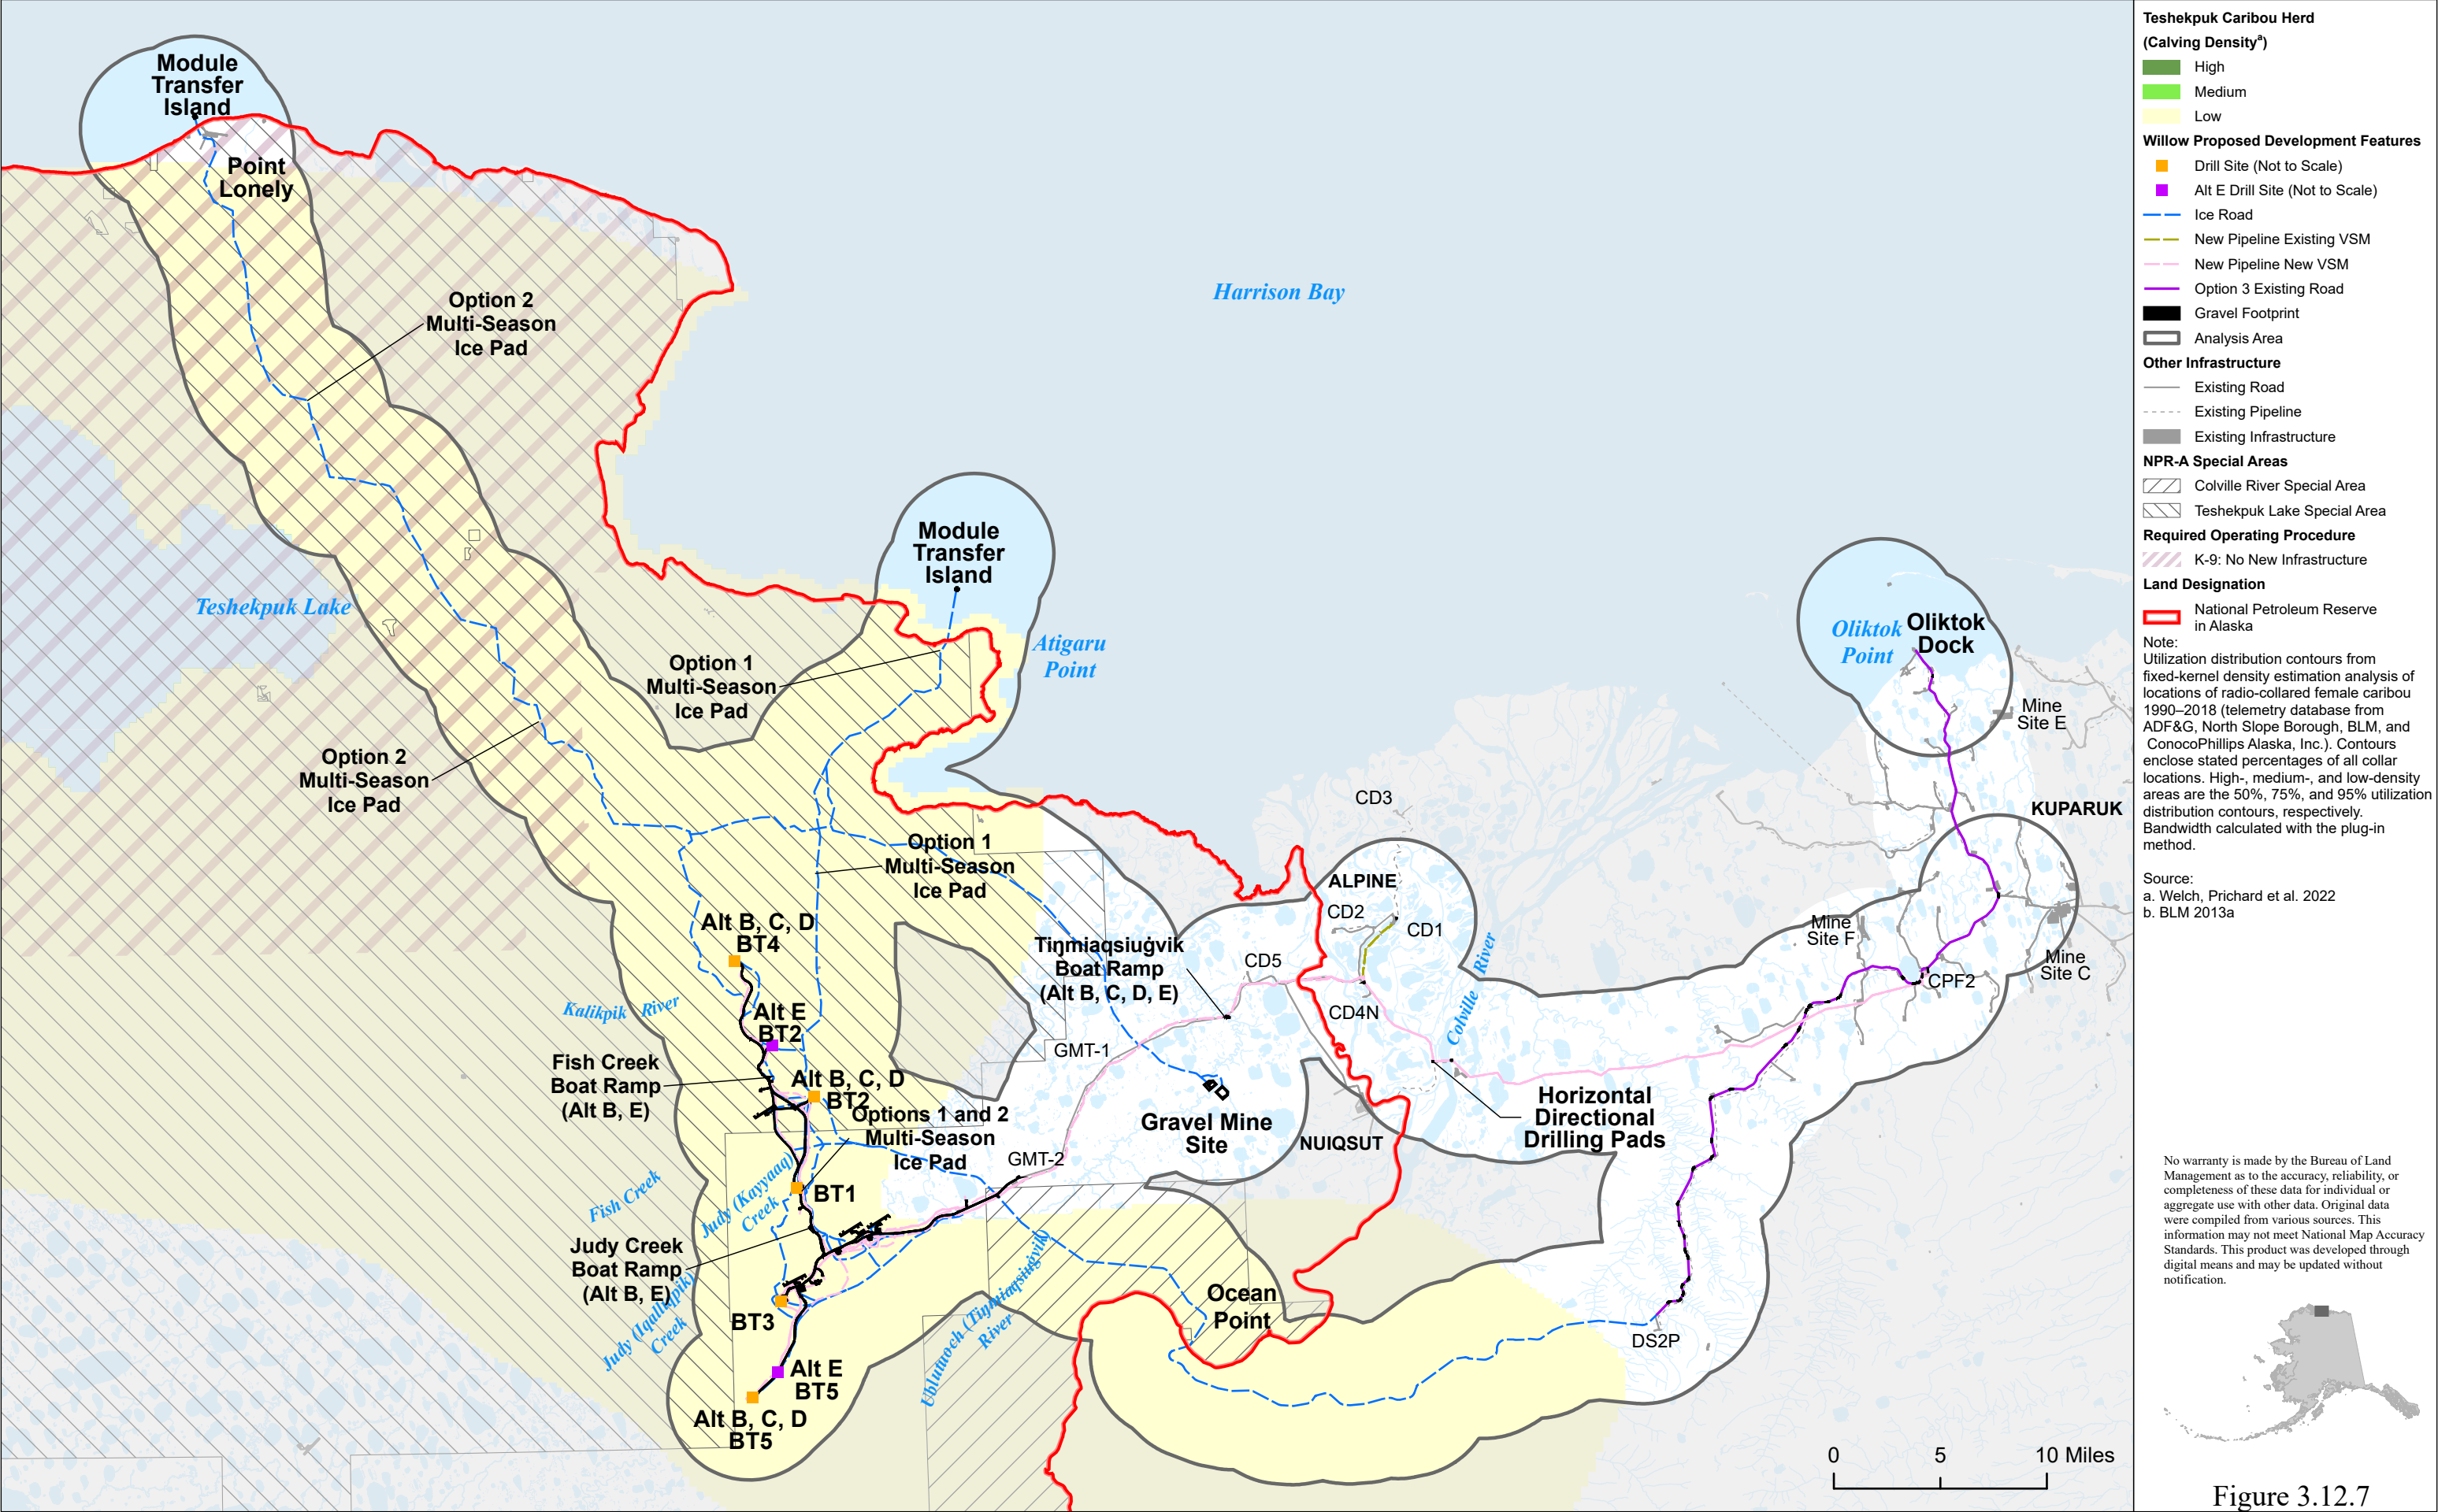 Module
Transfer
Island
Point
Lonely
Option 2
Multi-Season
Ice Pad
Harrison Bay
Module
Transfer
Island
Teshekpuk Lake
Atigaru
Point
Option 1
Multi-Season
Ice Pad
Oliktok
Point
Oliktok
Dock
Mine
Site E
Option 2
Multi-Season
Ice Pad
CD3
KUPARUK
Option 1
Multi-Season
Ice Pad
ALPINE
CD2
CD1
Alt B, C, D
BT4
Tiŋmiaqsiuġvik
Boat Ramp
(Alt B, C, D, E)
CD5
Colville River
Mine
Site F
Mine
Site C
CPF2
Kalikpik River
Alt E
BT2
CD4N
GMT-1
Fish Creek
Boat Ramp
(Alt B, E)
Alt B, C, D
BT2
Options 1 and 2
Multi-Season
Ice Pad
Gravel Mine
Site
NUIQSUT
Horizontal
Directional
Drilling Pads
GMT-2
Fish Creek
Judy (Kayyaaq)
Creek
BT1
Judy Creek
Boat Ramp
(Alt B, E)
Judy (Iqalliqpik)
Creek
BT3
Ublutuoch (Tiŋmiaqsiuġvik)
River
Ocean
Point
DS2P
Alt E
BT5
Alt B, C, D
BT5
0 5 10 Miles
Teshekpuk Caribou Herd
(Calving Densityª)
High
Medium
Low
Willow Proposed Development Features
Drill Site (Not to Scale)
Alt E Drill Site (Not to Scale)
Ice Road
New Pipeline Existing VSM
New Pipeline New VSM
Option 3 Existing Road
Gravel Footprint
Analysis Area
Other Infrastructure
Existing Road
Existing Pipeline
Existing Infrastructure
NPR-A Special Areas
Colville River Special Area
Teshekpuk Lake Special Area
Required Operating Procedure
K-9: No New Infrastructure
Land Designation
National Petroleum Reserve
in Alaska
Note:
Utilization distribution contours from
fixed-kernel density estimation analysis of
locations of radio-collared female caribou
1990–2018 (telemetry database from
ADF&G, North Slope Borough, BLM, and
ConocoPhillips Alaska, Inc.). Contours
enclose stated percentages of all collar
locations. High-, medium-, and low-density
areas are the 50%, 75%, and 95% utilization
distribution contours, respectively.
Bandwidth calculated with the plug-in
method.
Source:
a. Welch, Prichard et al. 2022
b. BLM 2013a
No warranty is made by the Bureau of Land
Management as to the accuracy, reliability, or
completeness of these data for individual or
aggregate use with other data. Original data
were compiled from various sources. This
information may not meet National Map Accuracy
Standards. This product was developed through
digital means and may be updated without
notification.
Figure 3.12.7